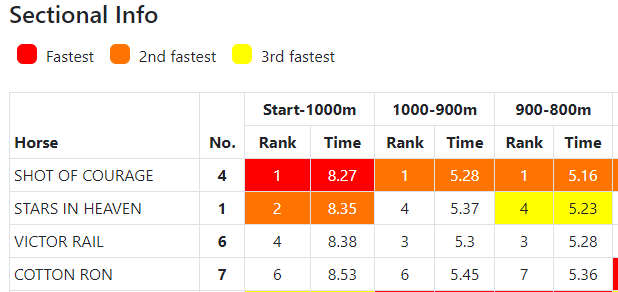 Sectional Info
Fastest 2nd fastest 3rd fastest
Start-1000m 1000-900m 900-800m
Horse No. Rank Time Rank Time Rank Time
SHOT OF COURAGE 4 1 8.27 1 5.28 1 5.16
STARS IN HEAVEN 1 2 8.35 4 5.37 4 5.23
VICTOR RAIL 6 4 8.38 3 5.3 3 5.28
COTTON RON 7 6 8.53 6 5.45 7 5.36